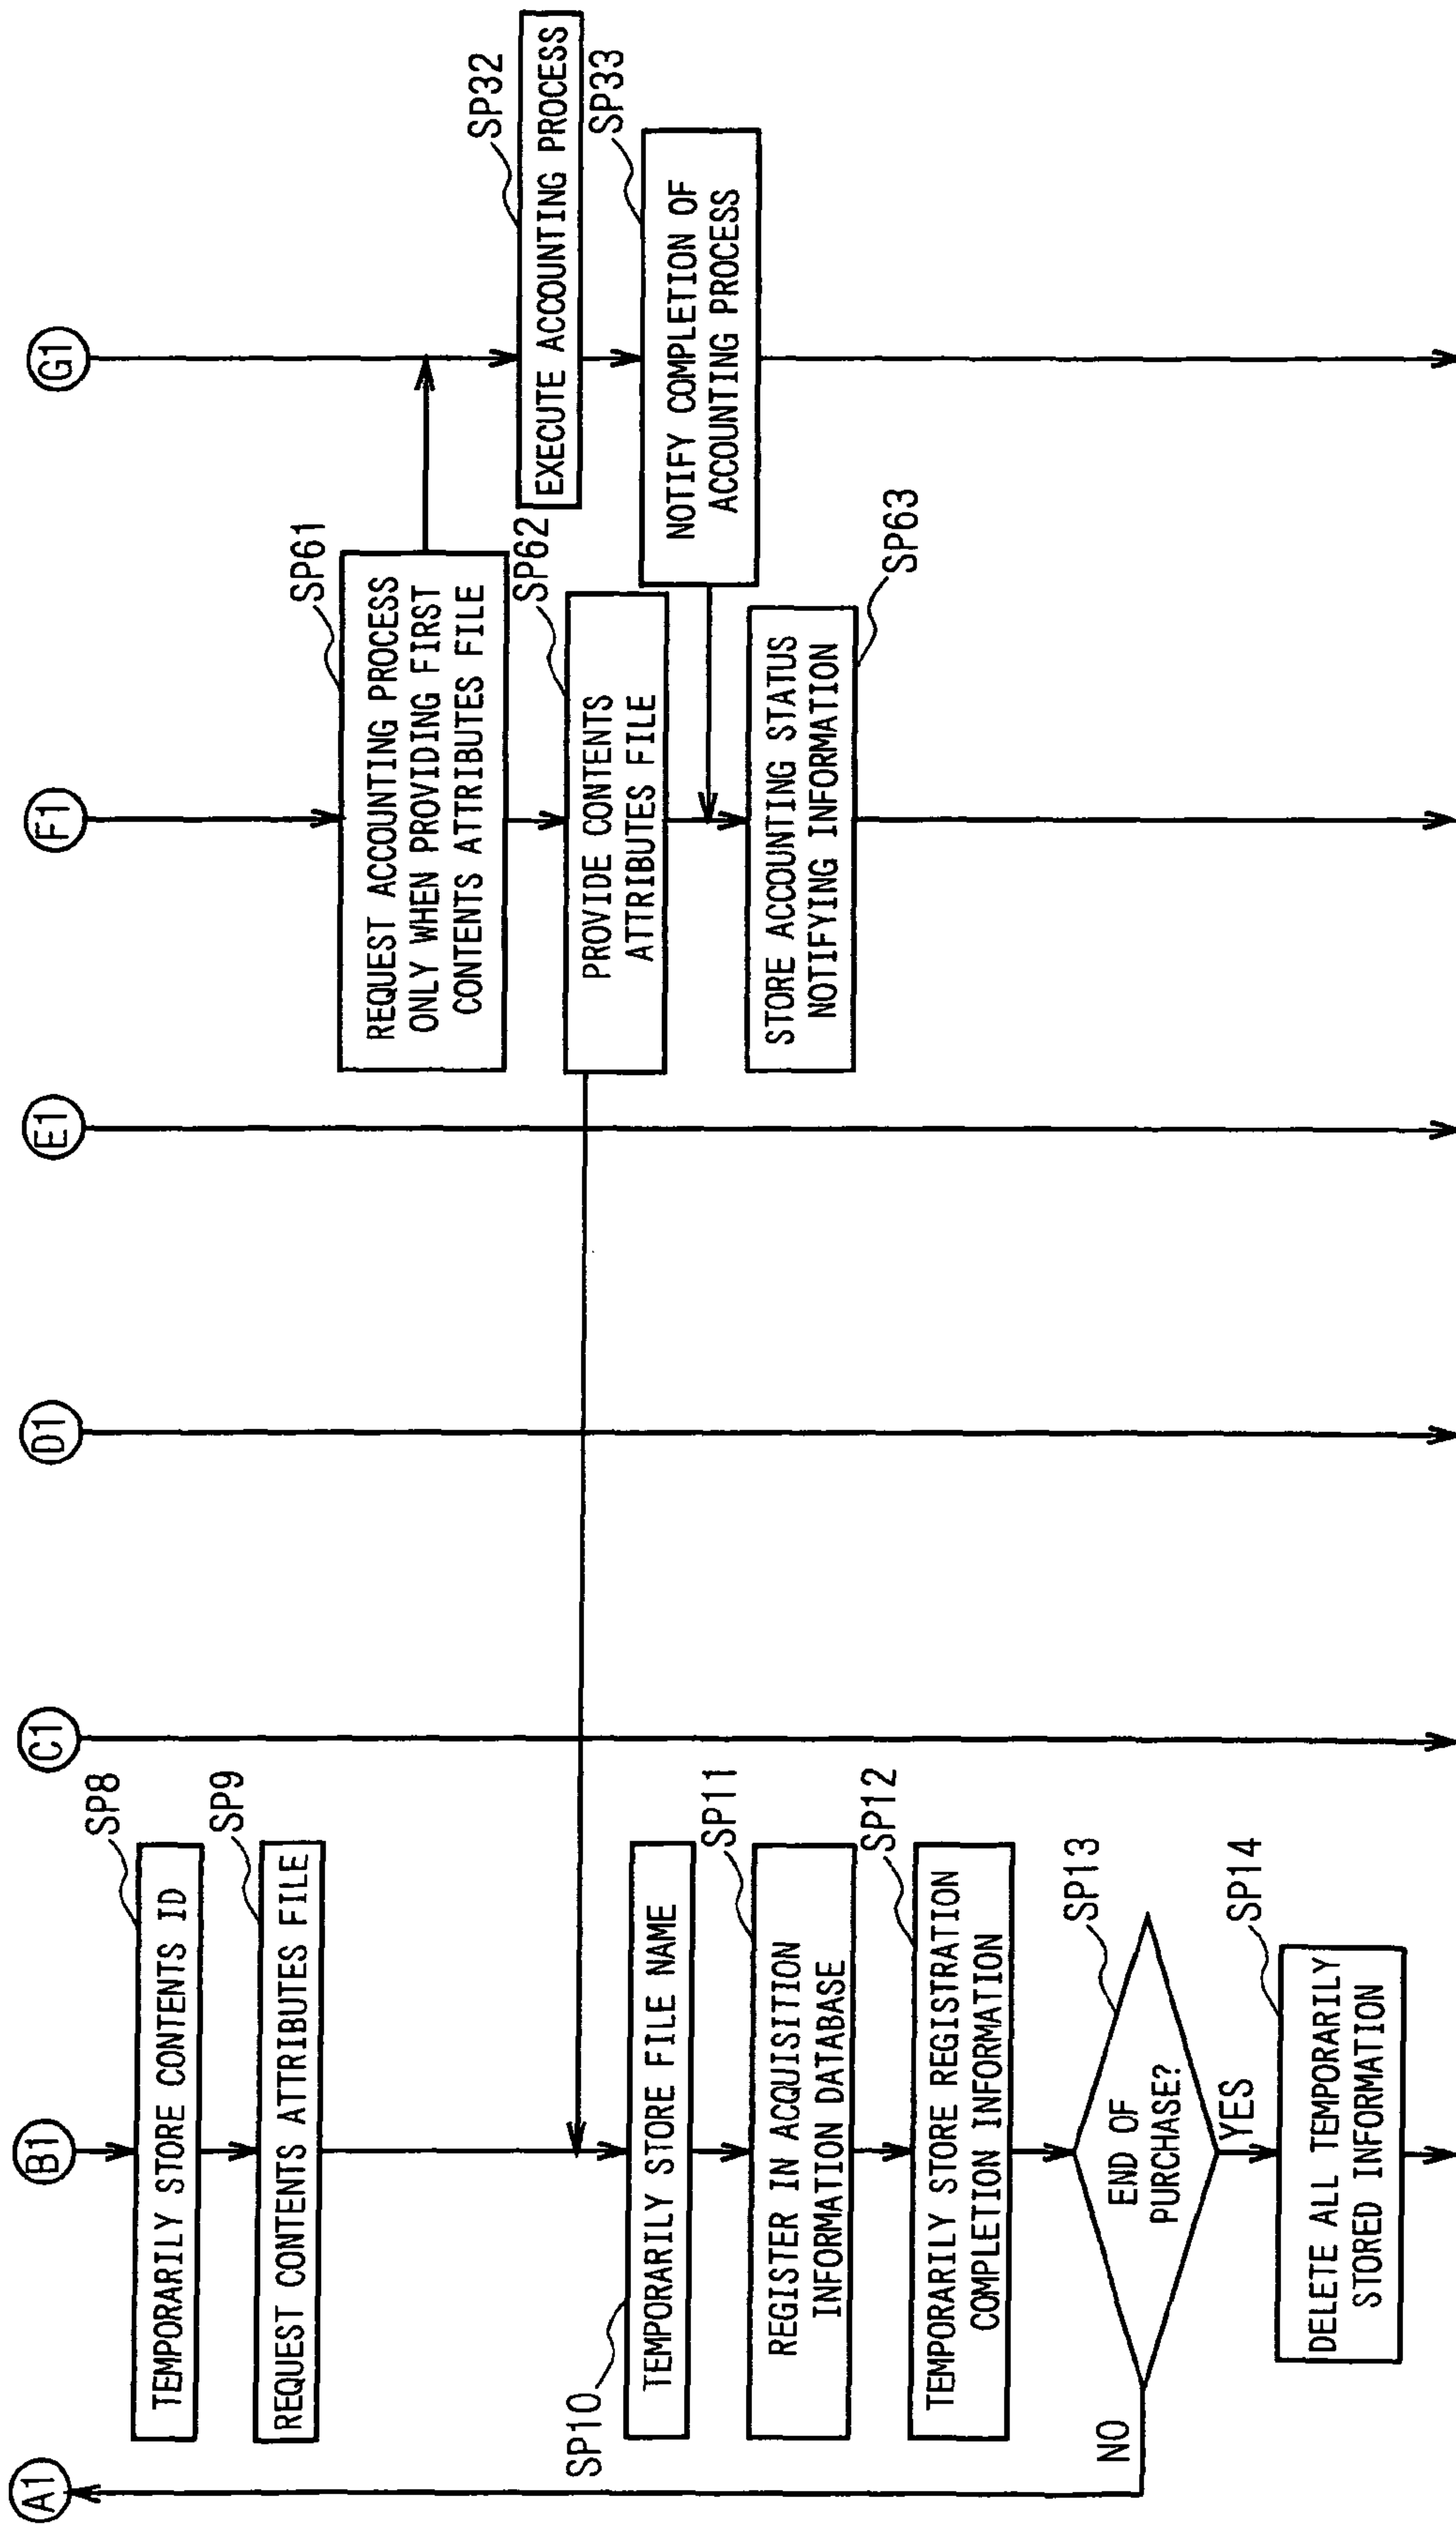 A1
B1
C1
D1
E1
F1
G1
SP8
TEMPORARILY STORE CONTENTS ID
SP9
REQUEST CONTENTS ATTRIBUTES FILE
SP61
REQUEST ACCOUNTING PROCESS
ONLY WHEN PROVIDING FIRST
CONTENTS ATTRIBUTES FILE
SP32
EXECUTE ACCOUNTING PROCESS
SP62
PROVIDE CONTENTS
ATTRIBUTES FILE
SP33
NOTIFY COMPLETION OF
ACCOUNTING PROCESS
SP10
TEMPORARILY STORE FILE NAME
SP63
STORE ACCOUNTING STATUS
NOTIFYING INFORMATION
SP11
REGISTER IN ACQUISITION
INFORMATION DATABASE
SP12
TEMPORARILY STORE REGISTRATION
COMPLETION INFORMATION
SP13
END OF
PURCHASE?
NO
YES
SP14
DELETE ALL TEMPORARILY
STORED INFORMATION